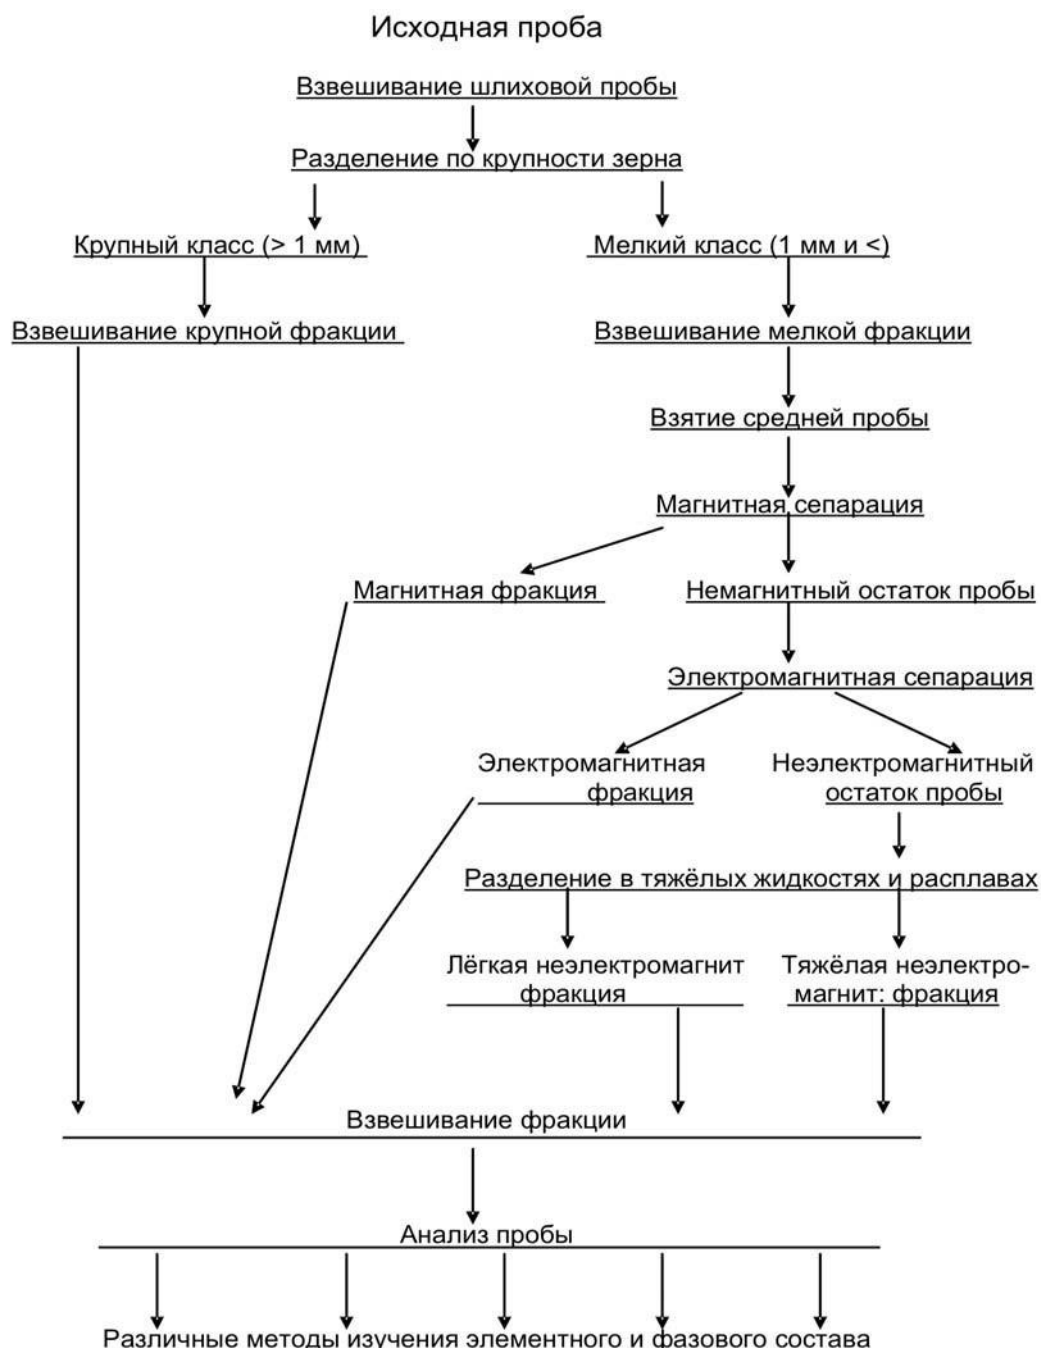 Исходная проба
Взвешивание шлиховой пробы
Разделение по крупности зерна
Крупный класс (> 1 мм)
Мелкий класс (1 мм и <)
Взвешивание крупной фракции
Взвешивание мелкой фракции
Взятие средней пробы
Магнитная сепарация
Магнитная фракция
Немагнитный остаток пробы
Электромагнитная сепарация
Электромагнитная
фракция
Неэлектромагнитный
остаток пробы
Разделение в тяжёлых жидкостях и расплавах
Лёгкая неэлектромагнит
фракция
Тяжёлая неэлектро-
магнит: фракция
Взвешивание фракции
Анализ пробы
Различные методы изучения элементного и фазового состава